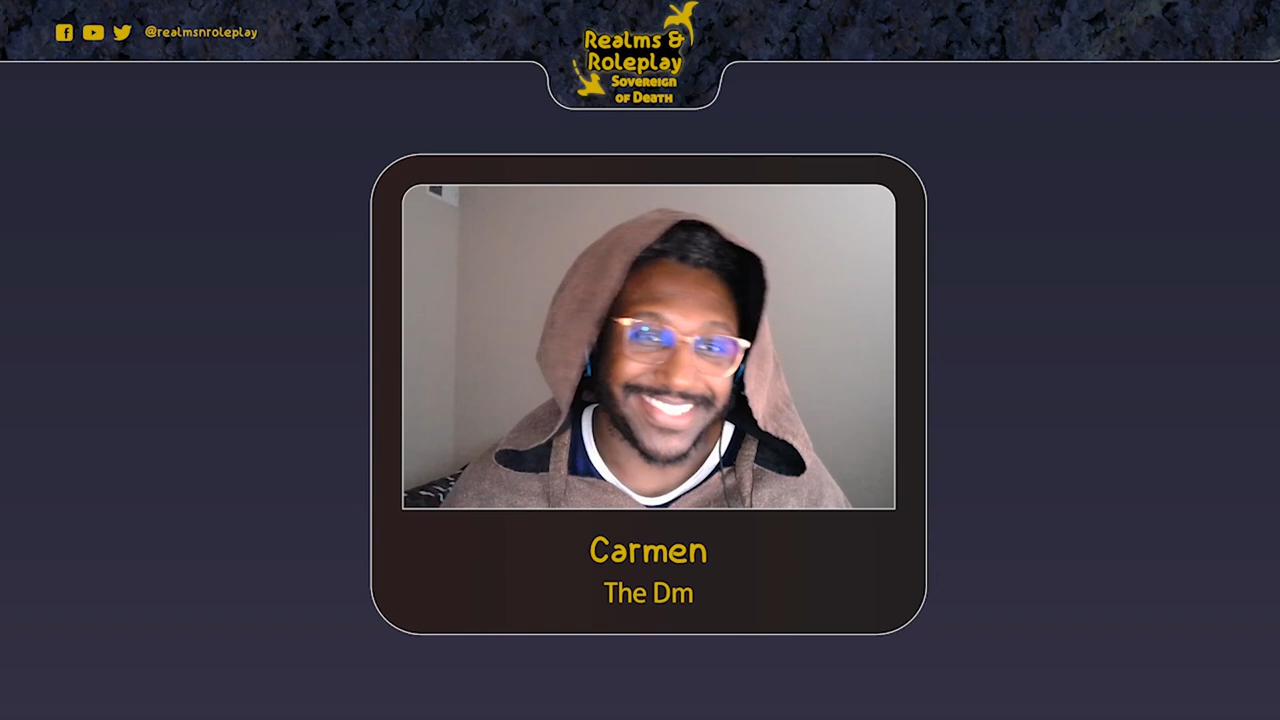 @realmsnroleplay
Realms &
Roleplay
Sovereign
of Death
Carmen
The Dm